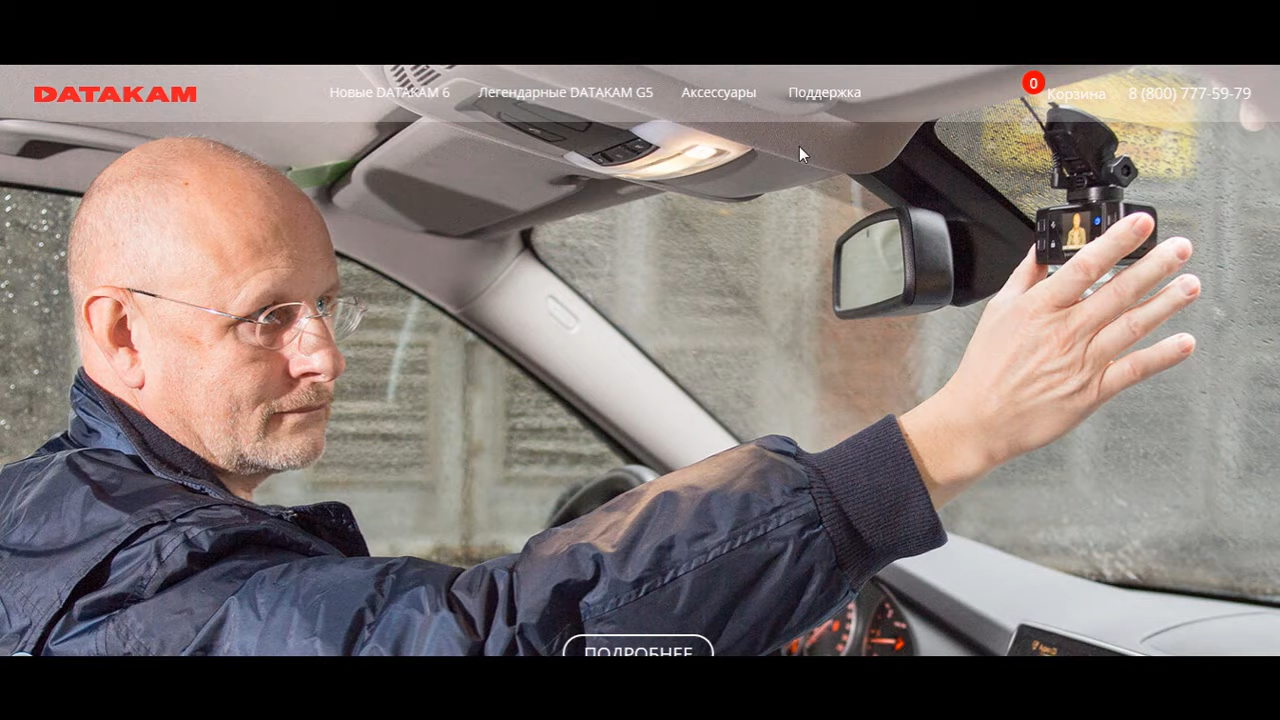 DATAKAM
Новые DATAKAM 6 Легендарные DATAKAM G5 Аксессуары Поддержка
0
Корзина 8 (800) 777-59-79
ПОДРОБНЕЕ